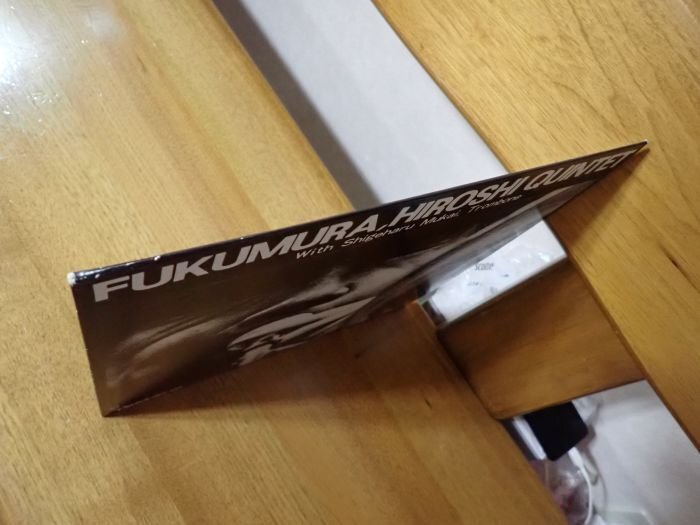 FUKUMURA, HIROSHI QUINTET
With Shigeharu Mukai, Trombone